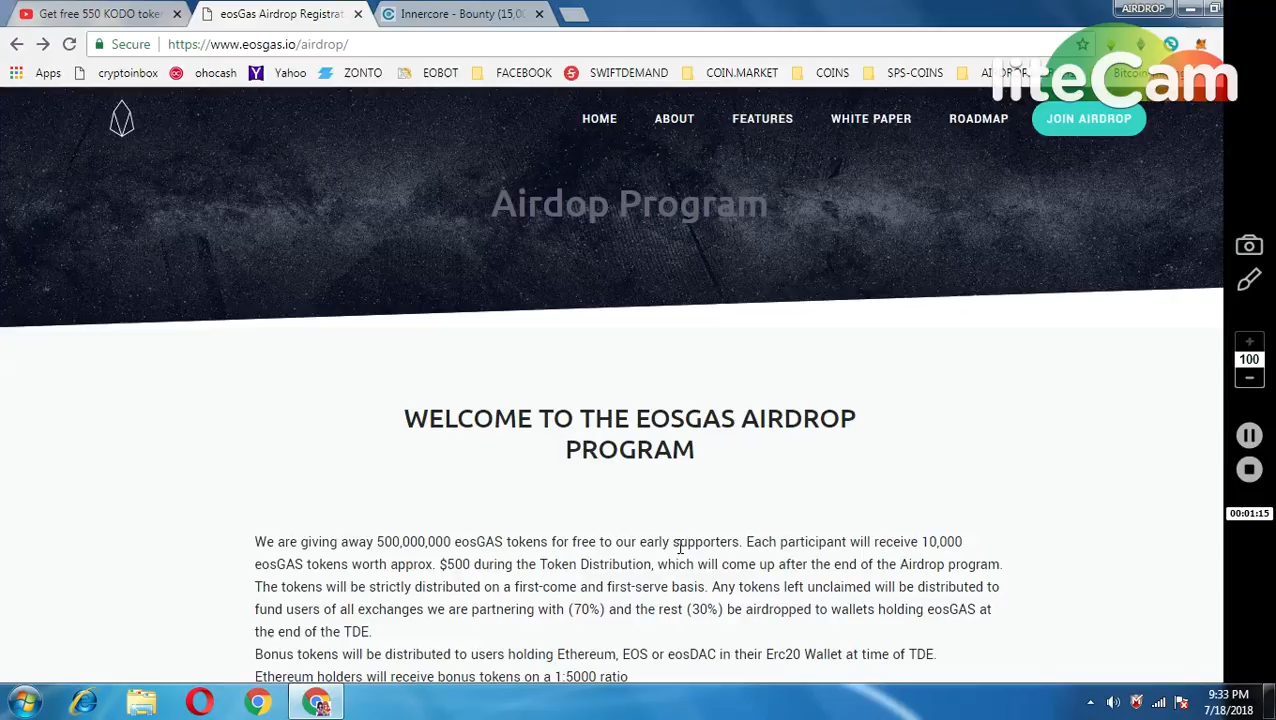 Get free 550 KODO token
eosGas Airdrop Registrat
Innercore - Bounty (15,0
AIRDROP
Secure
https://www.eosgas.io/airdrop/
Apps cryptoinbox ohocash Yahoo ZONTO EOBOT FACEBOOK SWIFTDEMAND COIN.MARKET COINS SPS-COINS
liteCam
HOME ABOUT FEATURES WHITE PAPER ROADMAP JOIN AIRDROP
Airdop Program
WELCOME TO THE EOSGAS AIRDROP
PROGRAM
We are giving away 500,000,000 eosGAS tokens for free to our early supporters. Each participant will receive 10,000
eosGAS tokens worth approx. $500 during the Token Distribution, which will come up after the end of the Airdrop program.
The tokens will be strictly distributed on a first-come and first-serve basis. Any tokens left unclaimed will be distributed to
fund users of all exchanges we are partnering with (70%) and the rest (30%) be airdropped to wallets holding eosGAS at
the end of the TDE.
Bonus tokens will be distributed to users holding Ethereum, EOS or eosDAC in their Erc20 Wallet at time of TDE.
Ethereum holders will receive bonus tokens on a 1:5000 ratio
100
00:01:15
9:33 PM
7/18/2018